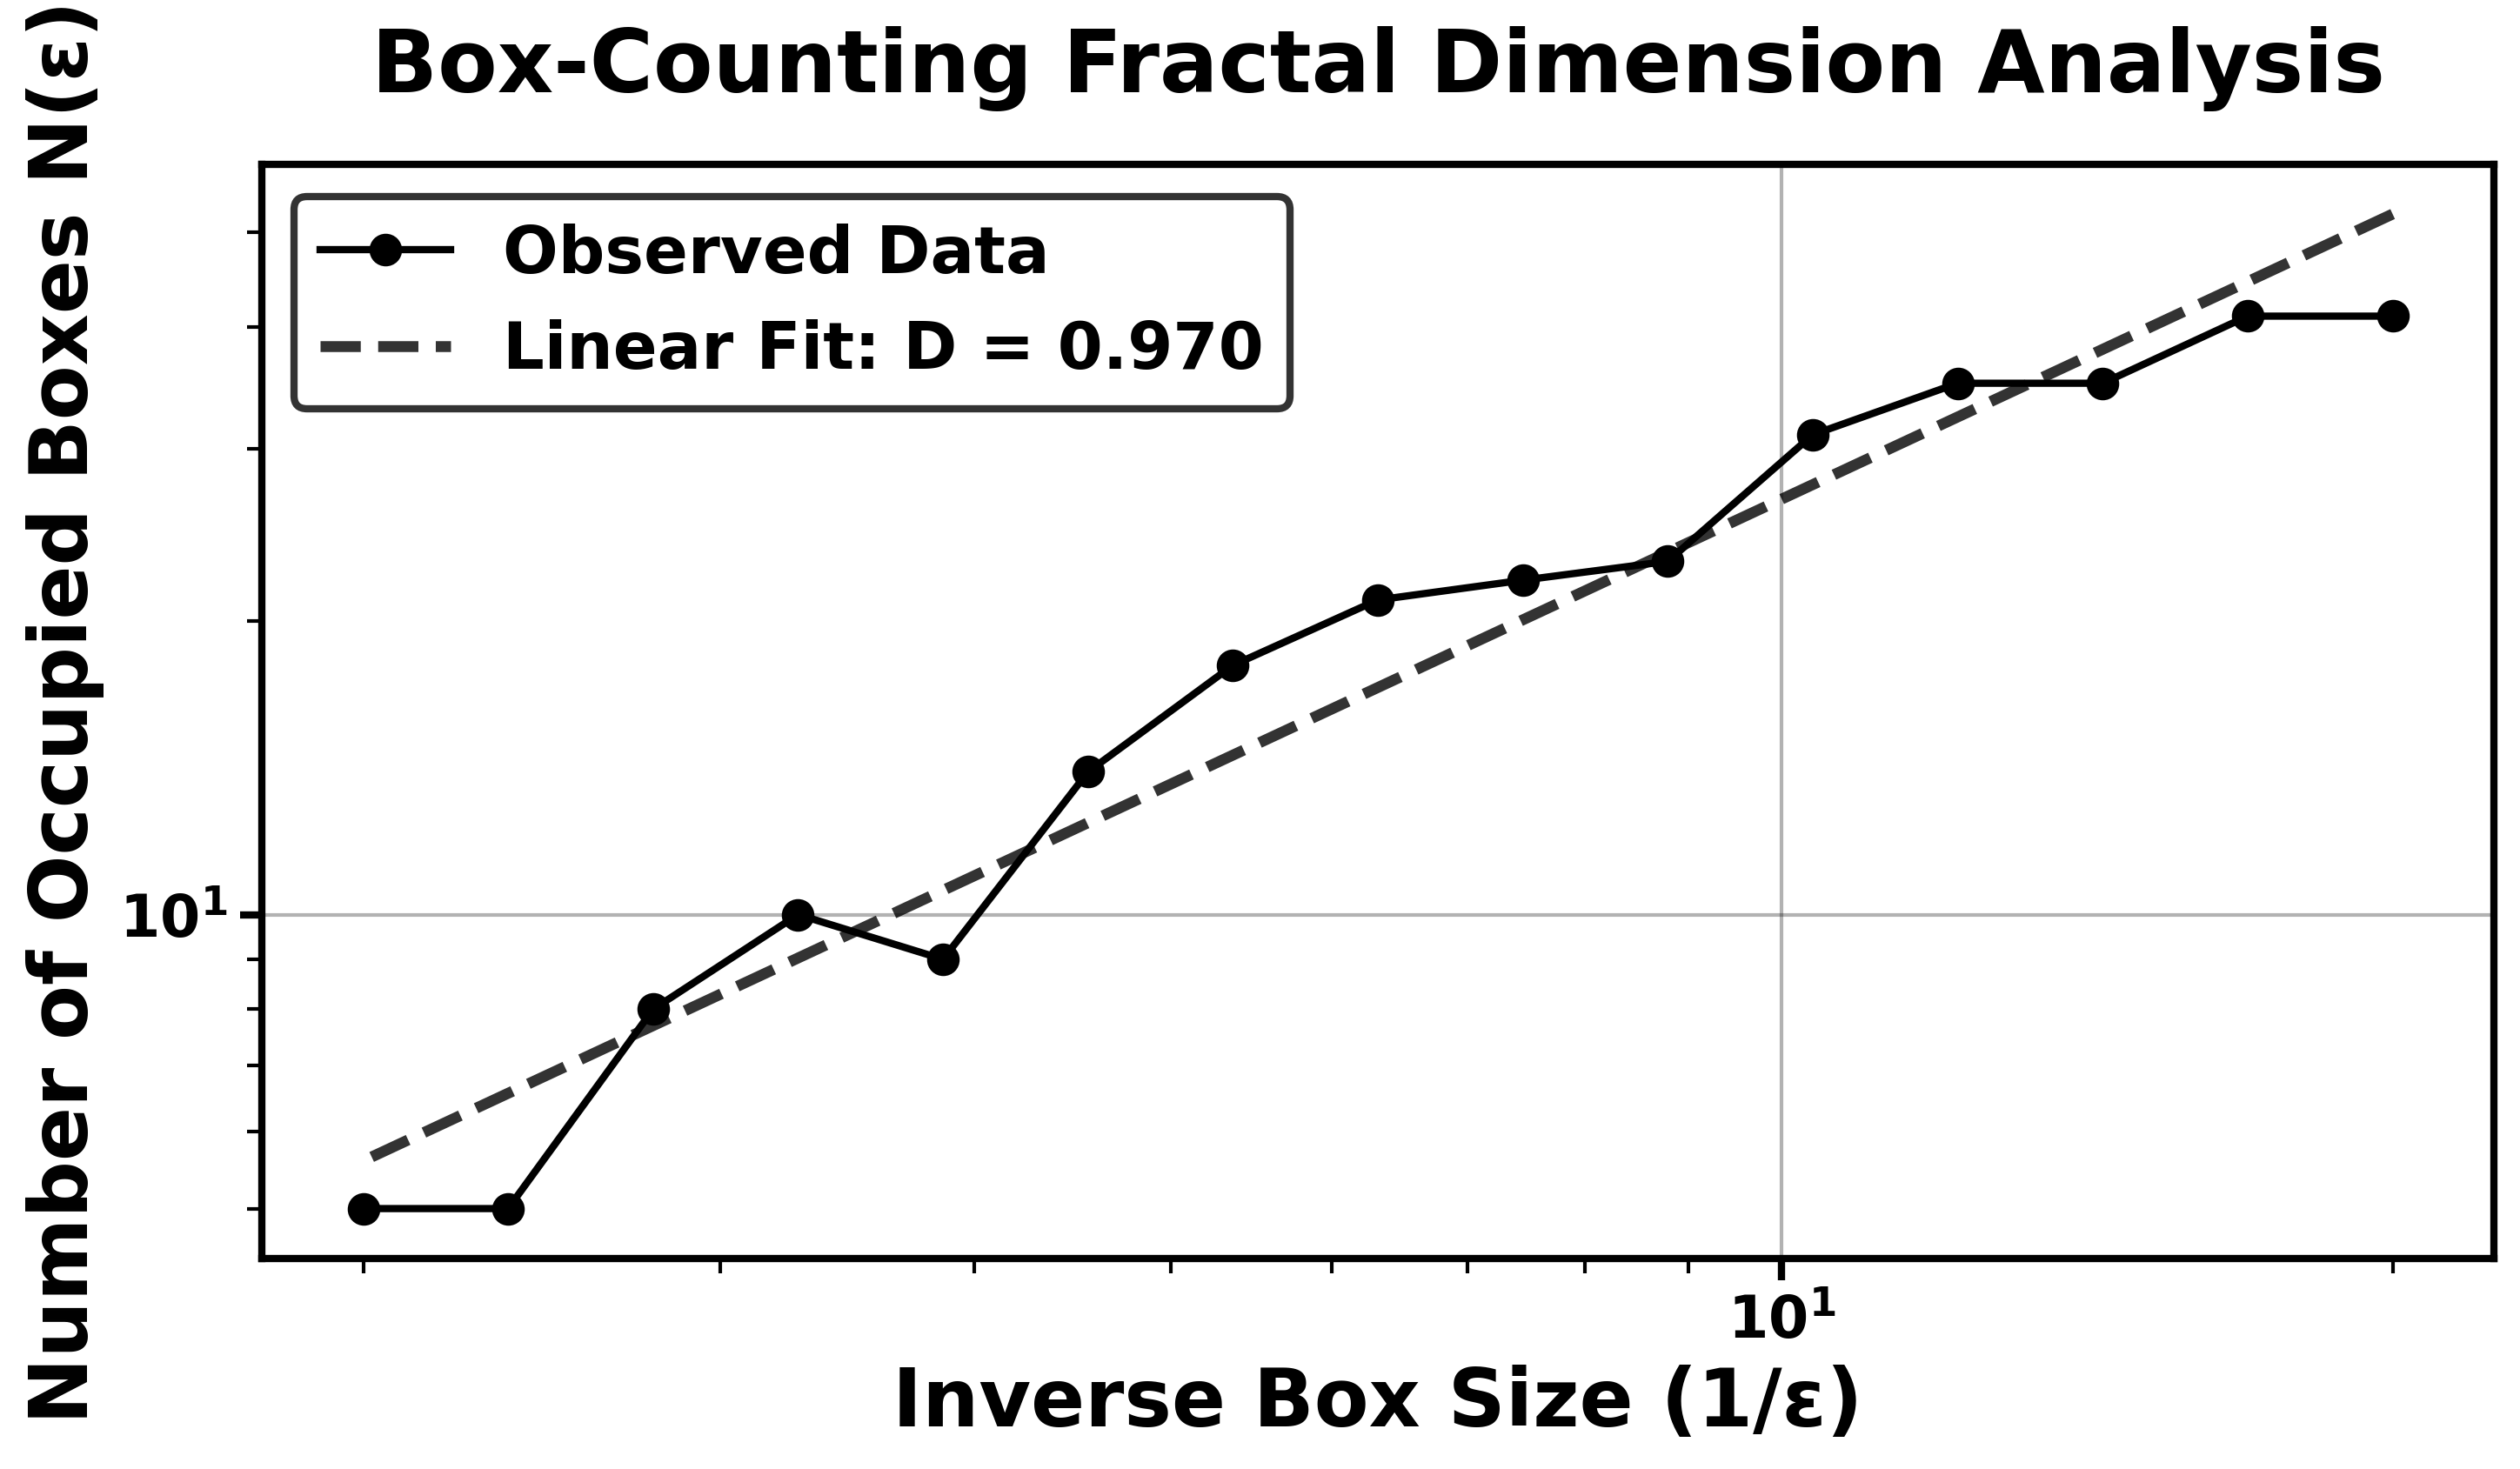 Box-Counting Fractal Dimension Analysis
Number of Occupied Boxes N(ε)
Observed Data
Linear Fit: D = 0.970
10¹
10¹
Inverse Box Size (1/ε)